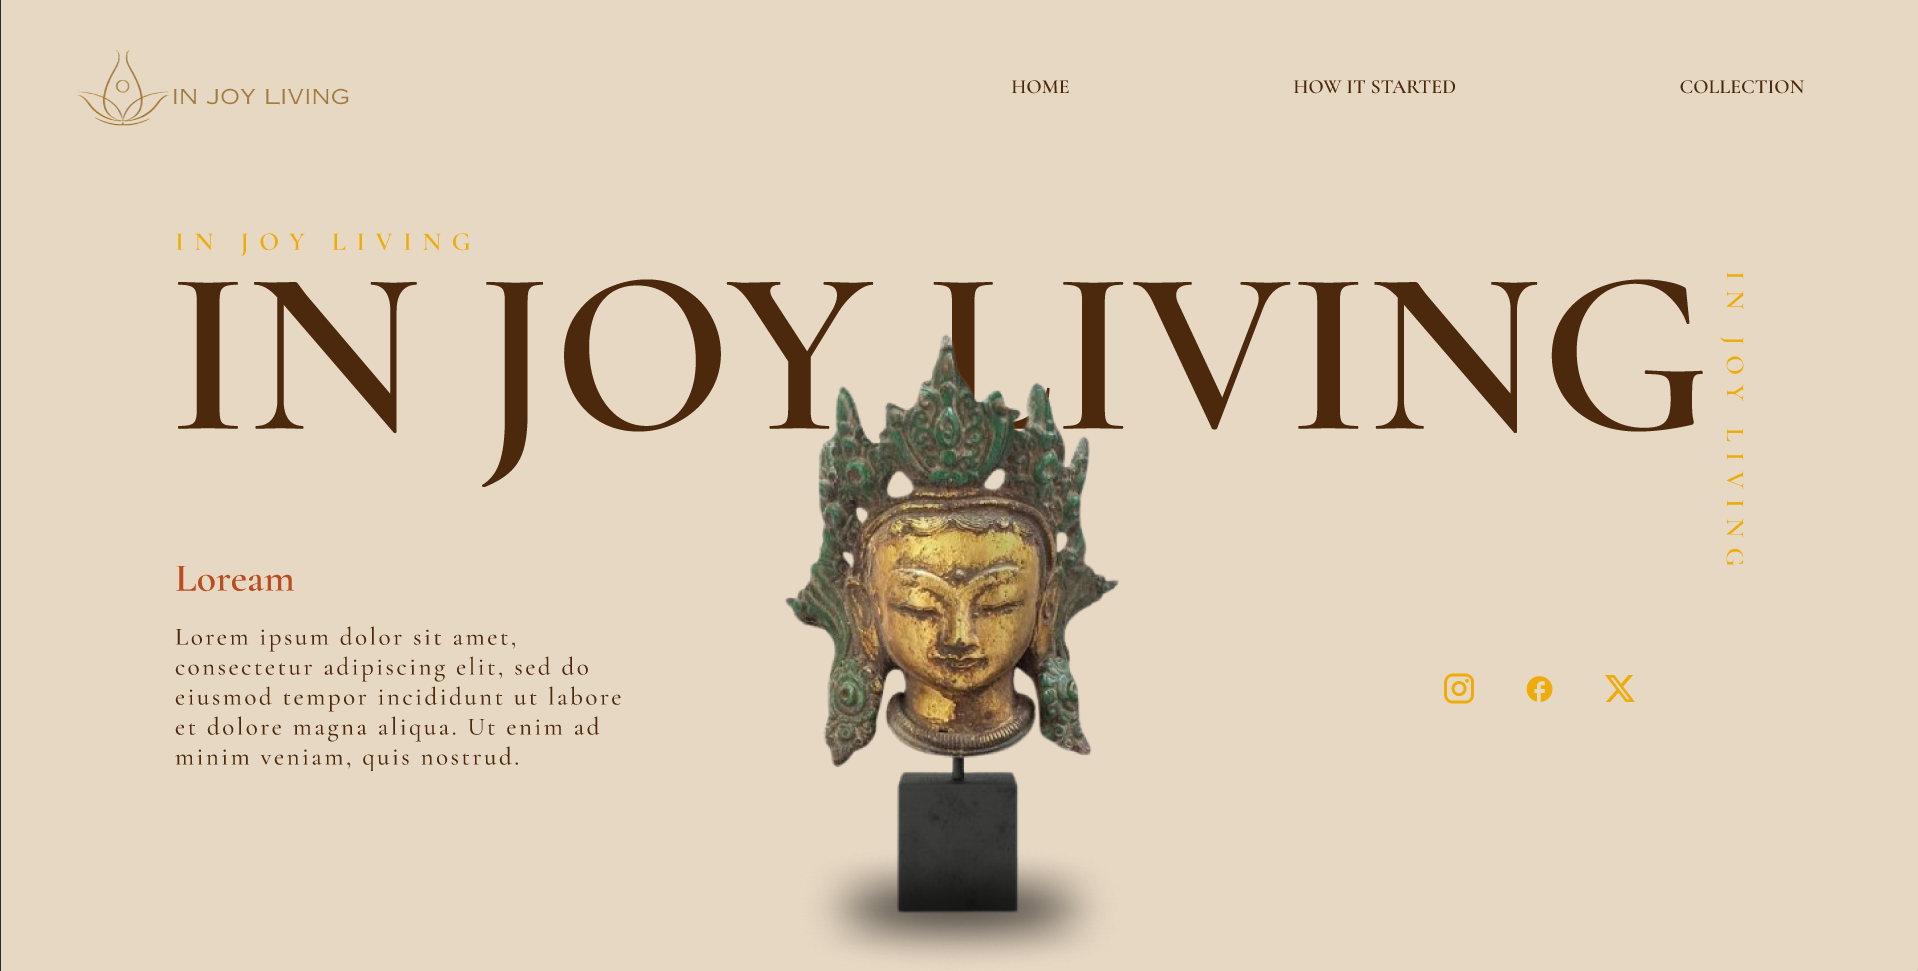 IN JOY LIVING
HOME
HOW IT STARTED
COLLECTION
IN JOY LIVING
IN JOY LIVING
IN JOY LIVING
Loream
Lorem ipsum dolor sit amet,
consectetur adipiscing elit, sed do
eiusmod tempor incididunt ut labore
et dolore magna aliqua. Ut enim ad
minim veniam, quis nostrud.